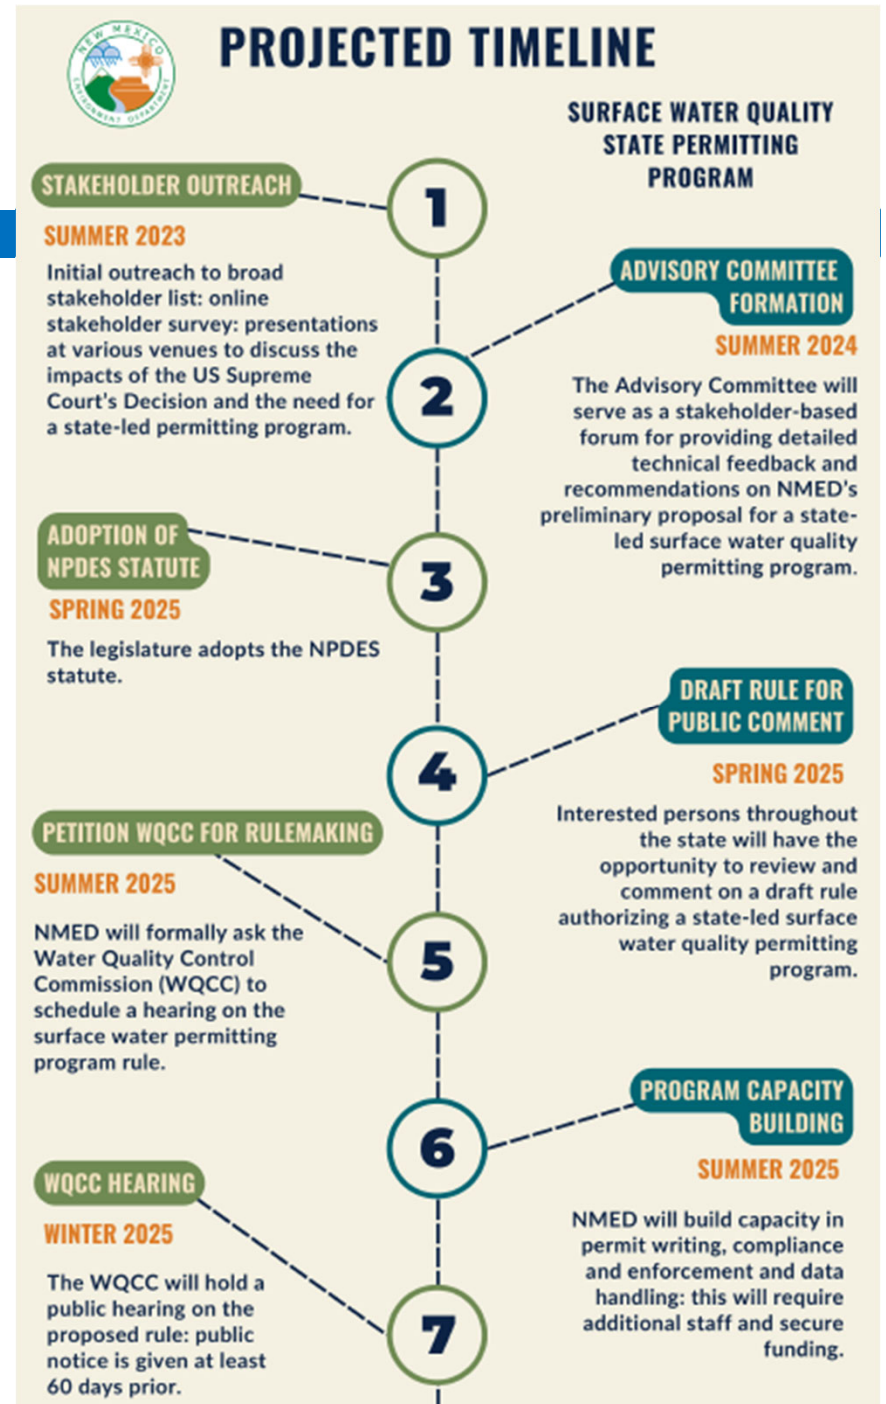 NEW MEXICO
ENVIRONMENT DEPARTMENT
PROJECTED TIMELINE
SURFACE WATER QUALITY
STATE PERMITTING
PROGRAM
STAKEHOLDER OUTREACH
1
SUMMER 2023
Initial outreach to broad
stakeholder list: online
stakeholder survey: presentations
at various venues to discuss the
impacts of the US Supreme
Court's Decision and the need for
a state-led permitting program.
ADVISORY COMMITTEE
FORMATION
2
SUMMER 2024
The Advisory Committee will
serve as a stakeholder-based
forum for providing detailed
technical feedback and
recommendations on NMED's
preliminary proposal for a state-
led surface water quality
permitting program.
ADOPTION OF
NPDES STATUTE
3
SPRING 2025
The legislature adopts the NPDES
statute.
DRAFT RULE FOR
PUBLIC COMMENT
4
SPRING 2025
Interested persons throughout
the state will have the
opportunity to review and
comment on a draft rule
authorizing a state-led surface
water quality permitting
program.
PETITION WQCC FOR RULEMAKING
5
SUMMER 2025
NMED will formally ask the
Water Quality Control
Commission (WQCC) to
schedule a hearing on the
surface water permitting
program rule.
PROGRAM CAPACITY
BUILDING
6
SUMMER 2025
NMED will build capacity in
permit writing, compliance
and enforcement and data
handling: this will require
additional staff and secure
funding.
WQCC HEARING
7
WINTER 2025
The WQCC will hold a
public hearing on the
proposed rule: public
notice is given at least
60 days prior.